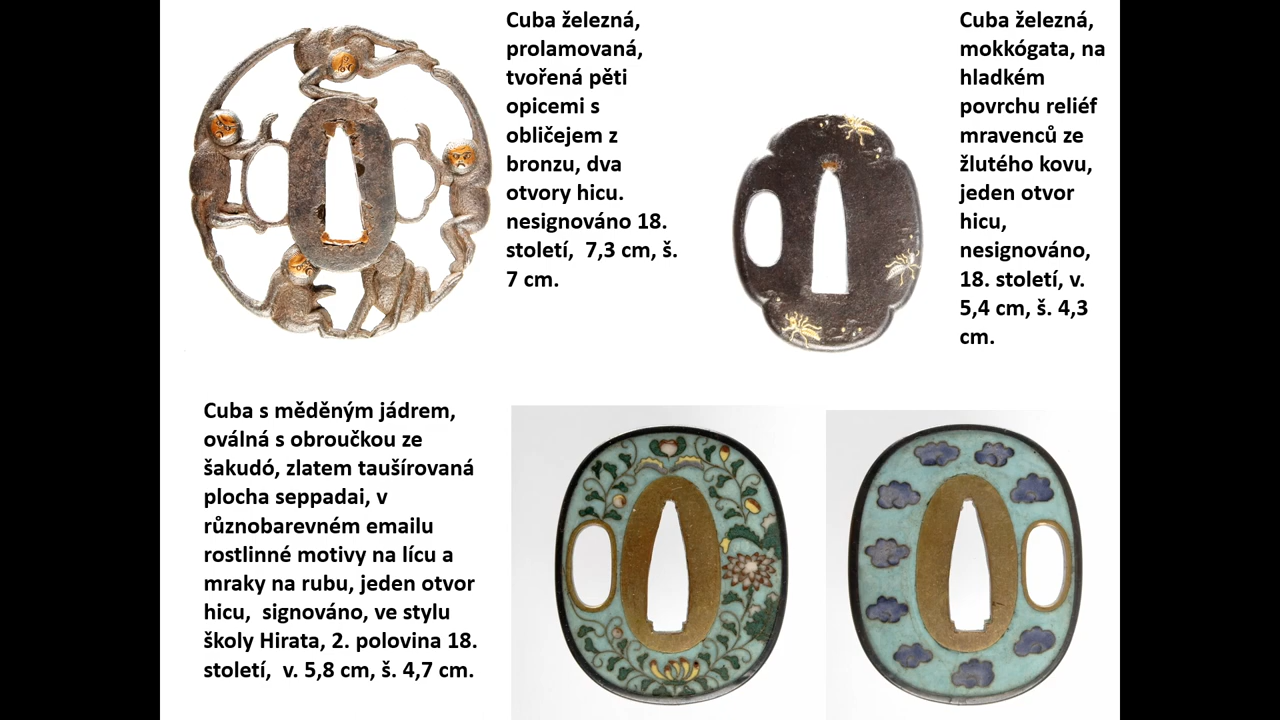 Cuba železná,
prolamovaná,
tvořená pěti
opicemi s
obličejem z
bronzu, dva
otvory hicu.
nesignováno 18.
století,  7,3 cm, š.
7 cm.
Cuba železná,
mokkógata, na
hladkém
povrchu reliéf
mravenců ze
žlutého kovu,
jeden otvor
hicu,
nesignováno,
18. století, v.
5,4 cm, š. 4,3
cm.
Cuba s měděným jádrem,
oválná s obroučkou ze
šakudó, zlatem taušírovaná
plocha seppadai, v
různobarevném emailu
rostlinné motivy na lícu a
mraky na rubu, jeden otvor
hicu,  signováno, ve stylu
školy Hirata, 2. polovina 18.
století,  v. 5,8 cm, š. 4,7 cm.